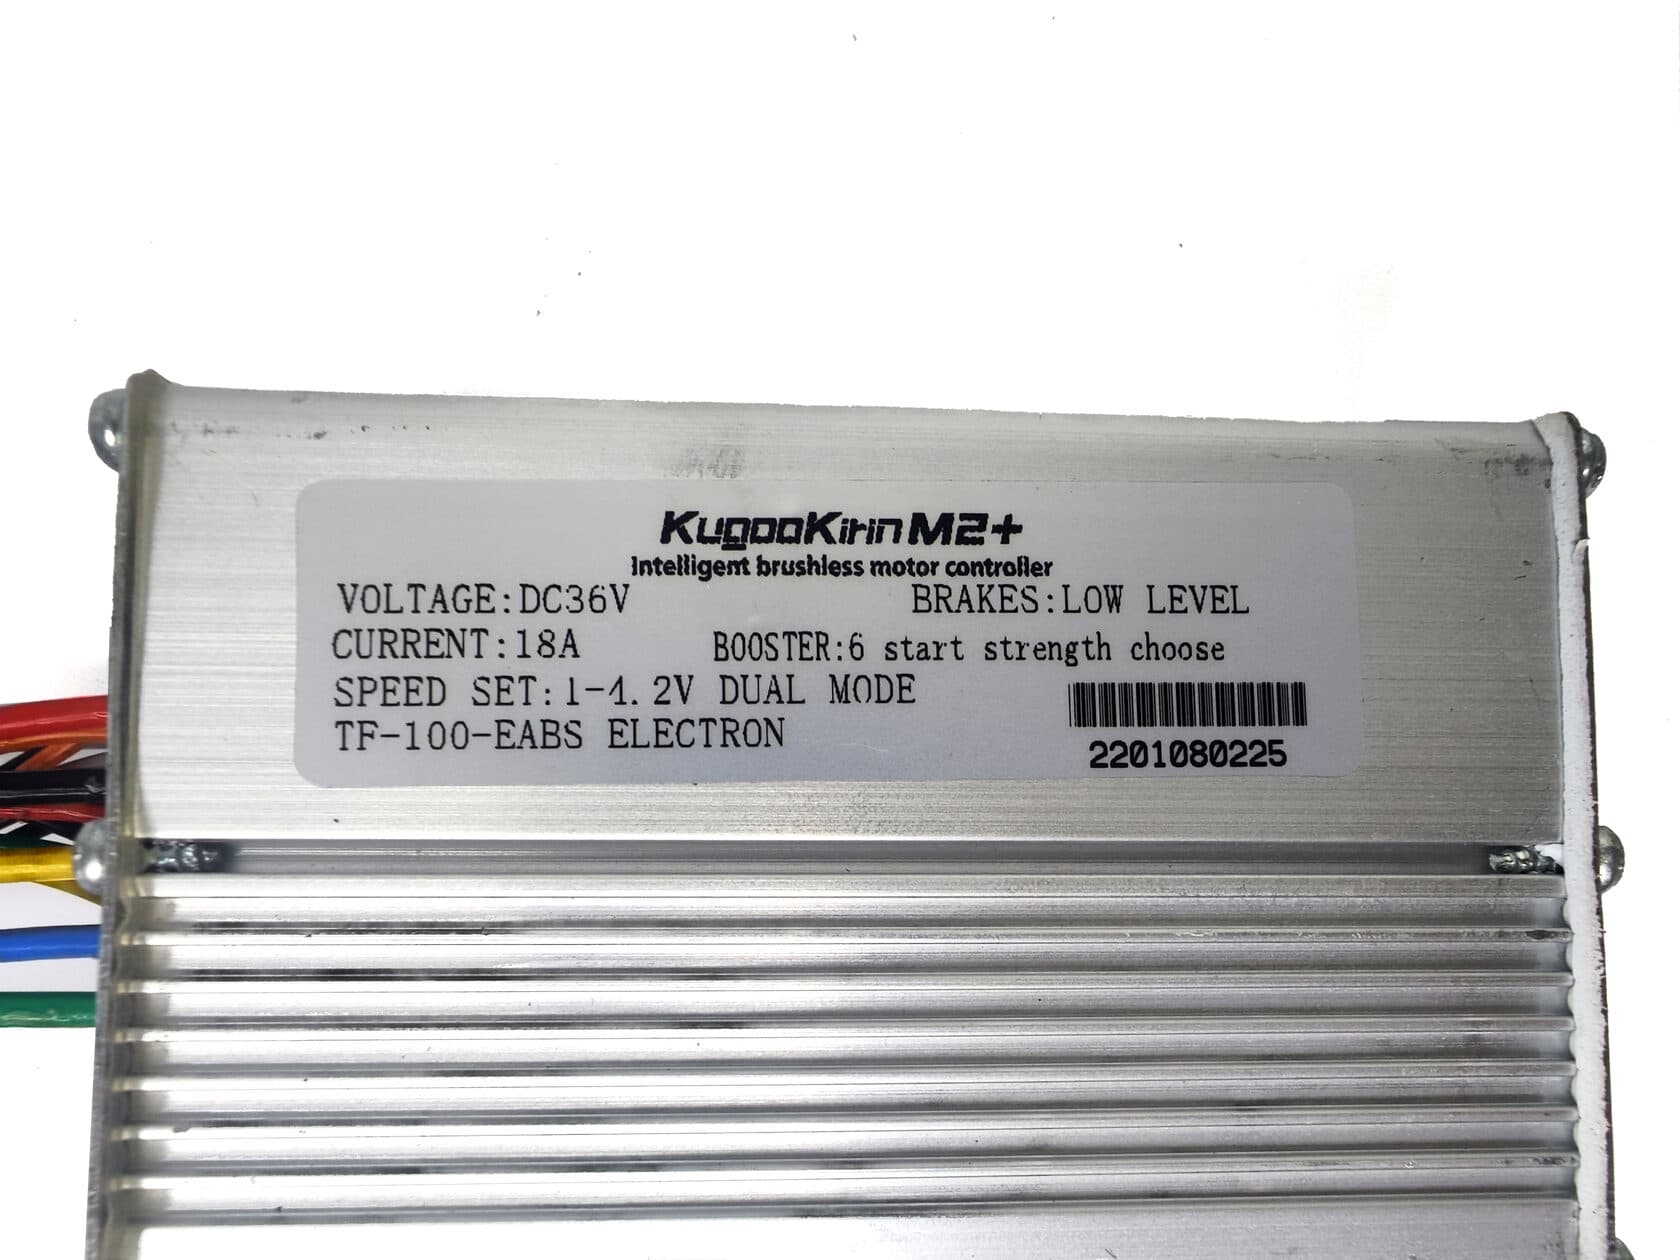 KugooKirin M2+
Intelligent brushless motor controller
VOLTAGE:DC36V BRAKES:LOW LEVEL
CURRENT:18A BOOSTER:6 start strength choose
SPEED SET:1-4.2V DUAL MODE
TF-100-EABS ELECTRON
2201080225